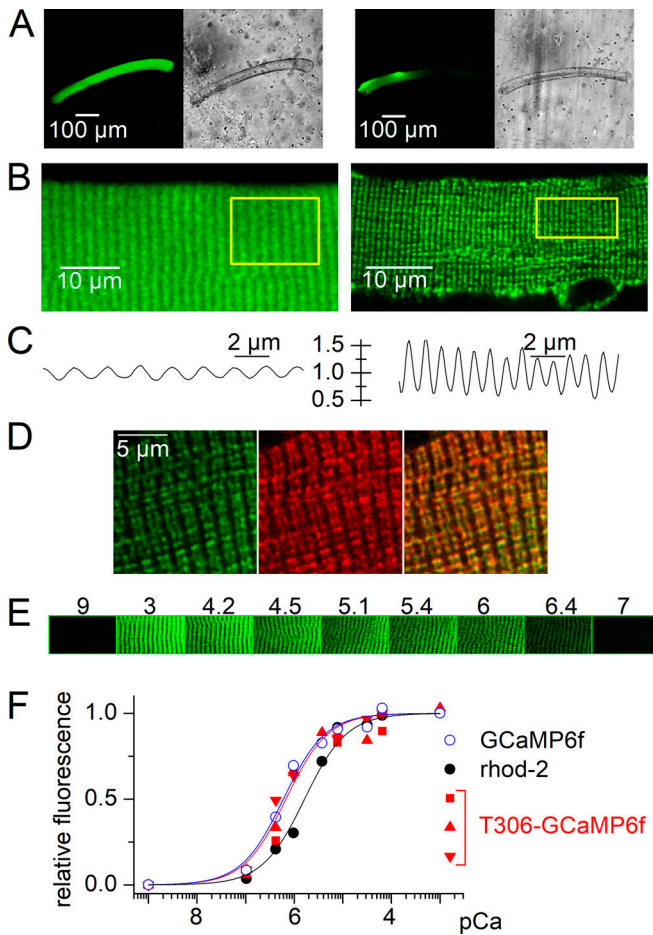 A
100 µm
100 µm
B
10 µm
10 µm
C
2 µm
1.5
1.0
0.5
2 µm
D
5 µm
E
9 3 4.2 4.5 5.1 5.4 6 6.4 7
F
relative fluorescence
1.0
0.5
0.0
8 6 4
pCa
GCaMP6f
rhod-2
T306-GCaMP6f